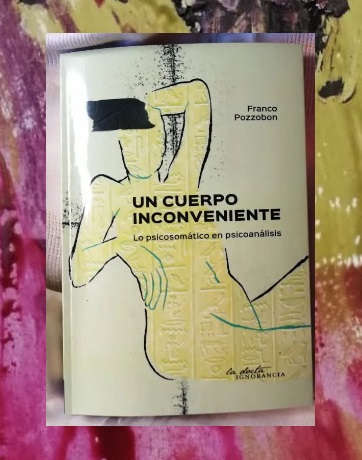 Franco
Pozzobon
UN CUERPO
INCONVENIENTE
Lo psicosomático en psicoanálisis
la docta
IGNORANCIA